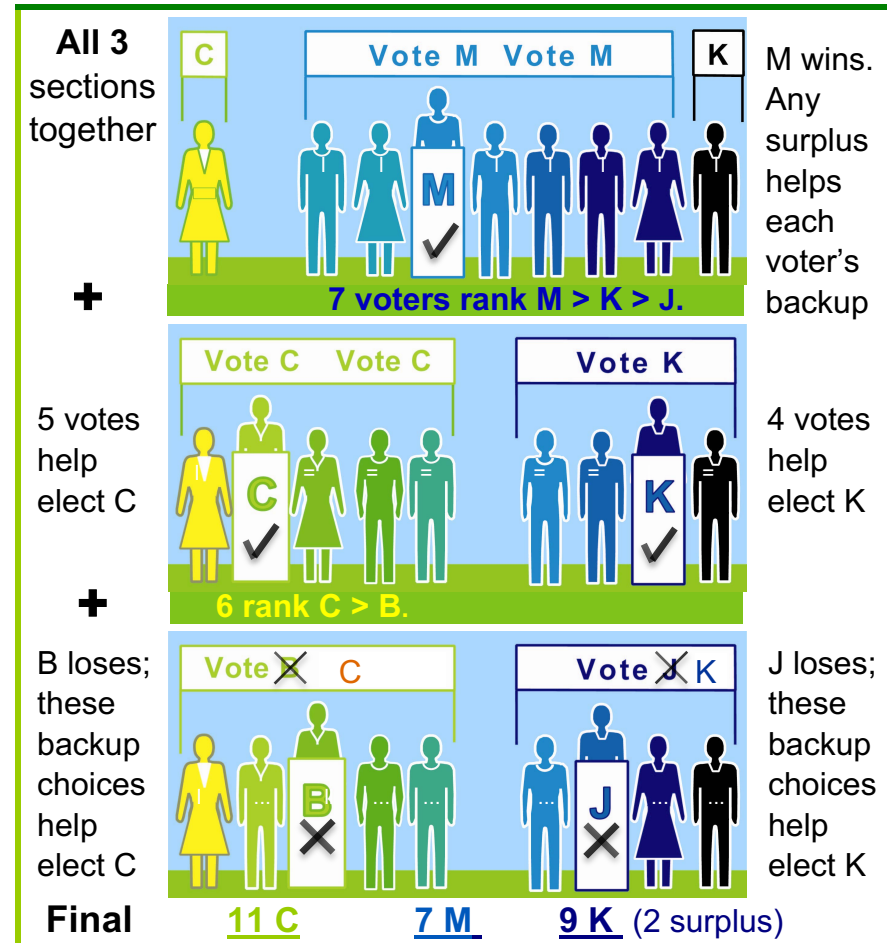 All 3
sections
together
C
Vote M Vote M
K
M
M wins.
Any
surplus
helps
each
voter’s
backup
+
7 voters rank M > K > J.
5 votes
help
elect C
Vote C Vote C
Vote K
C
K
4 votes
help
elect K
+
6 rank C > B.
B loses;
these
backup
choices
help
elect C
Vote B C
Vote J K
B
J
J loses;
these
backup
choices
help
elect K
Final 11 C 7 M 9 K (2 surplus)